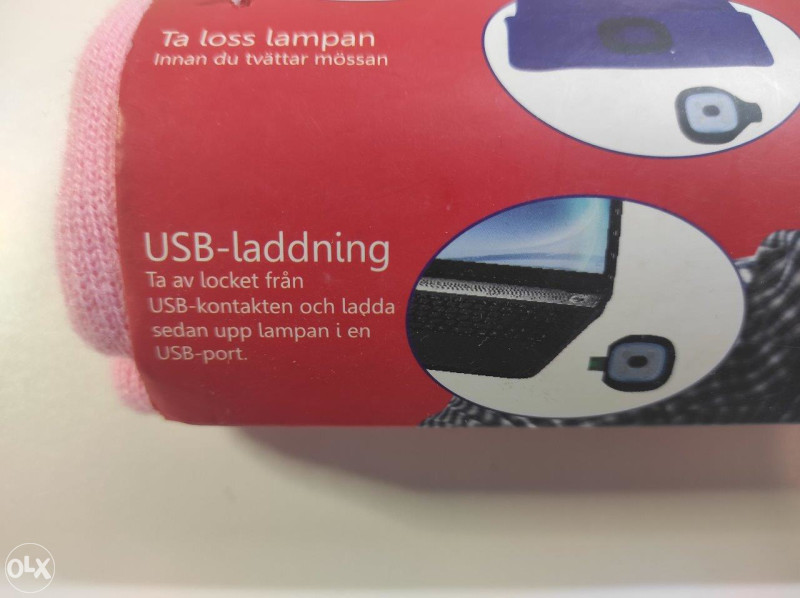 Ta loss lampan
Innan du tvättar mössan
USB-laddning
Ta av locket från
USB-kontakten och ladda
sedan upp lampan i en
USB-port.
OLX